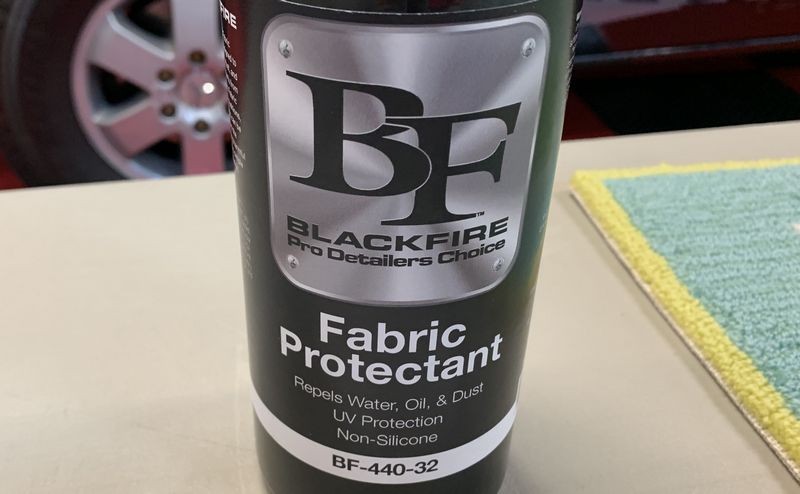 BF
BLACKFIRE
Pro Detailers Choice
Fabric
Protectant
Repels Water, Oil, & Dust
UV Protection
Non-Silicone
BF-440-32